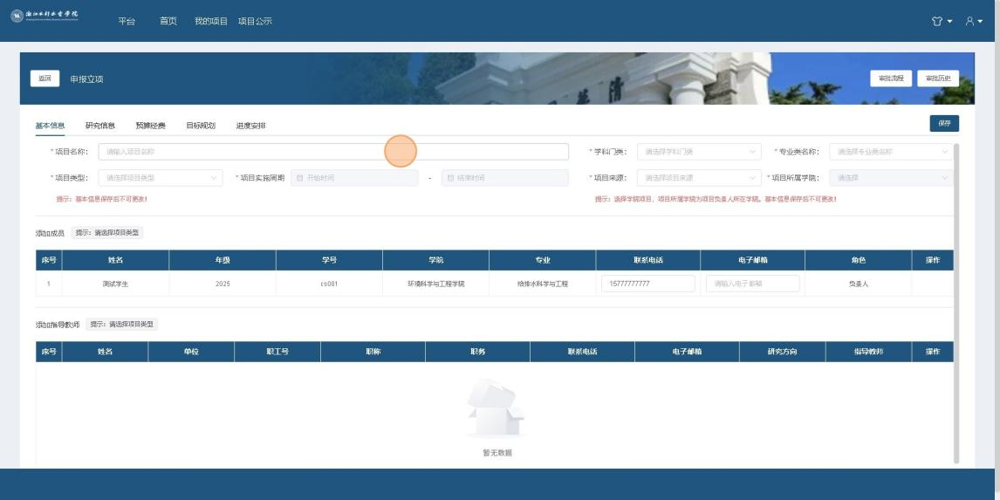 平台 首页 我的项目 项目公示
返回 申报立项 审批流程 审批历史
基本信息 研究信息 预算经费 目标规划 进度安排 保存
* 项目名称: 请输入项目名称 * 学科门类: 请选择学科门类 * 专业类名称: 请选择专业类名称
* 项目类型: 请选择项目类型 * 项目实施周期 开始时间 - 结束时间 * 项目来源: 请选择项目来源 * 项目所属学院: 请选择
提示: 基本信息保存后不可更改! 提示: 选择学院项目, 项目所属学院为项目负责人所在学院。基本信息保存后不可更改!
添加成员 提示: 请选择项目类型
序号 姓名 年级 学号 学院 专业 联系电话 电子邮箱 角色 操作
1 测试学生 2025 cs001 环境科学与工程学院 给排水科学与工程 15777777777 请输入电子邮箱 负责人
添加指导教师 提示: 请选择项目类型
序号 姓名 单位 职工号 职称 职务 联系电话 电子邮箱 研究方向 指导教师 操作
暂无数据